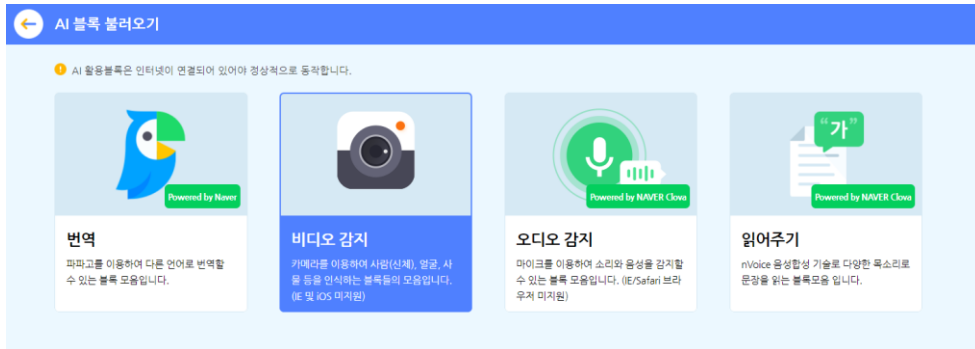 AI 블록 불러오기
AI 활용블록은 인터넷이 연결되어 있어야 정상적으로 동작합니다.
Powered by Naver
번역
파파고를 이용하여 다른 언어로 번역할
수 있는 블록 모음입니다.
비디오 감지
카메라를 이용하여 사람(신체), 얼굴, 사
물 등을 인식하는 블록들의 모음입니다.
(IE 및 iOS 미지원)
Powered by NAVER Clova
오디오 감지
마이크를 이용하여 소리와 음성을 감지할
수 있는 블록 모음입니다. (IE/Safari 브라
우저 미지원)
“가”
Powered by NAVER Clova
읽어주기
nVoice 음성합성 기술로 다양한 목소리로
문장을 읽는 블록모음 입니다.